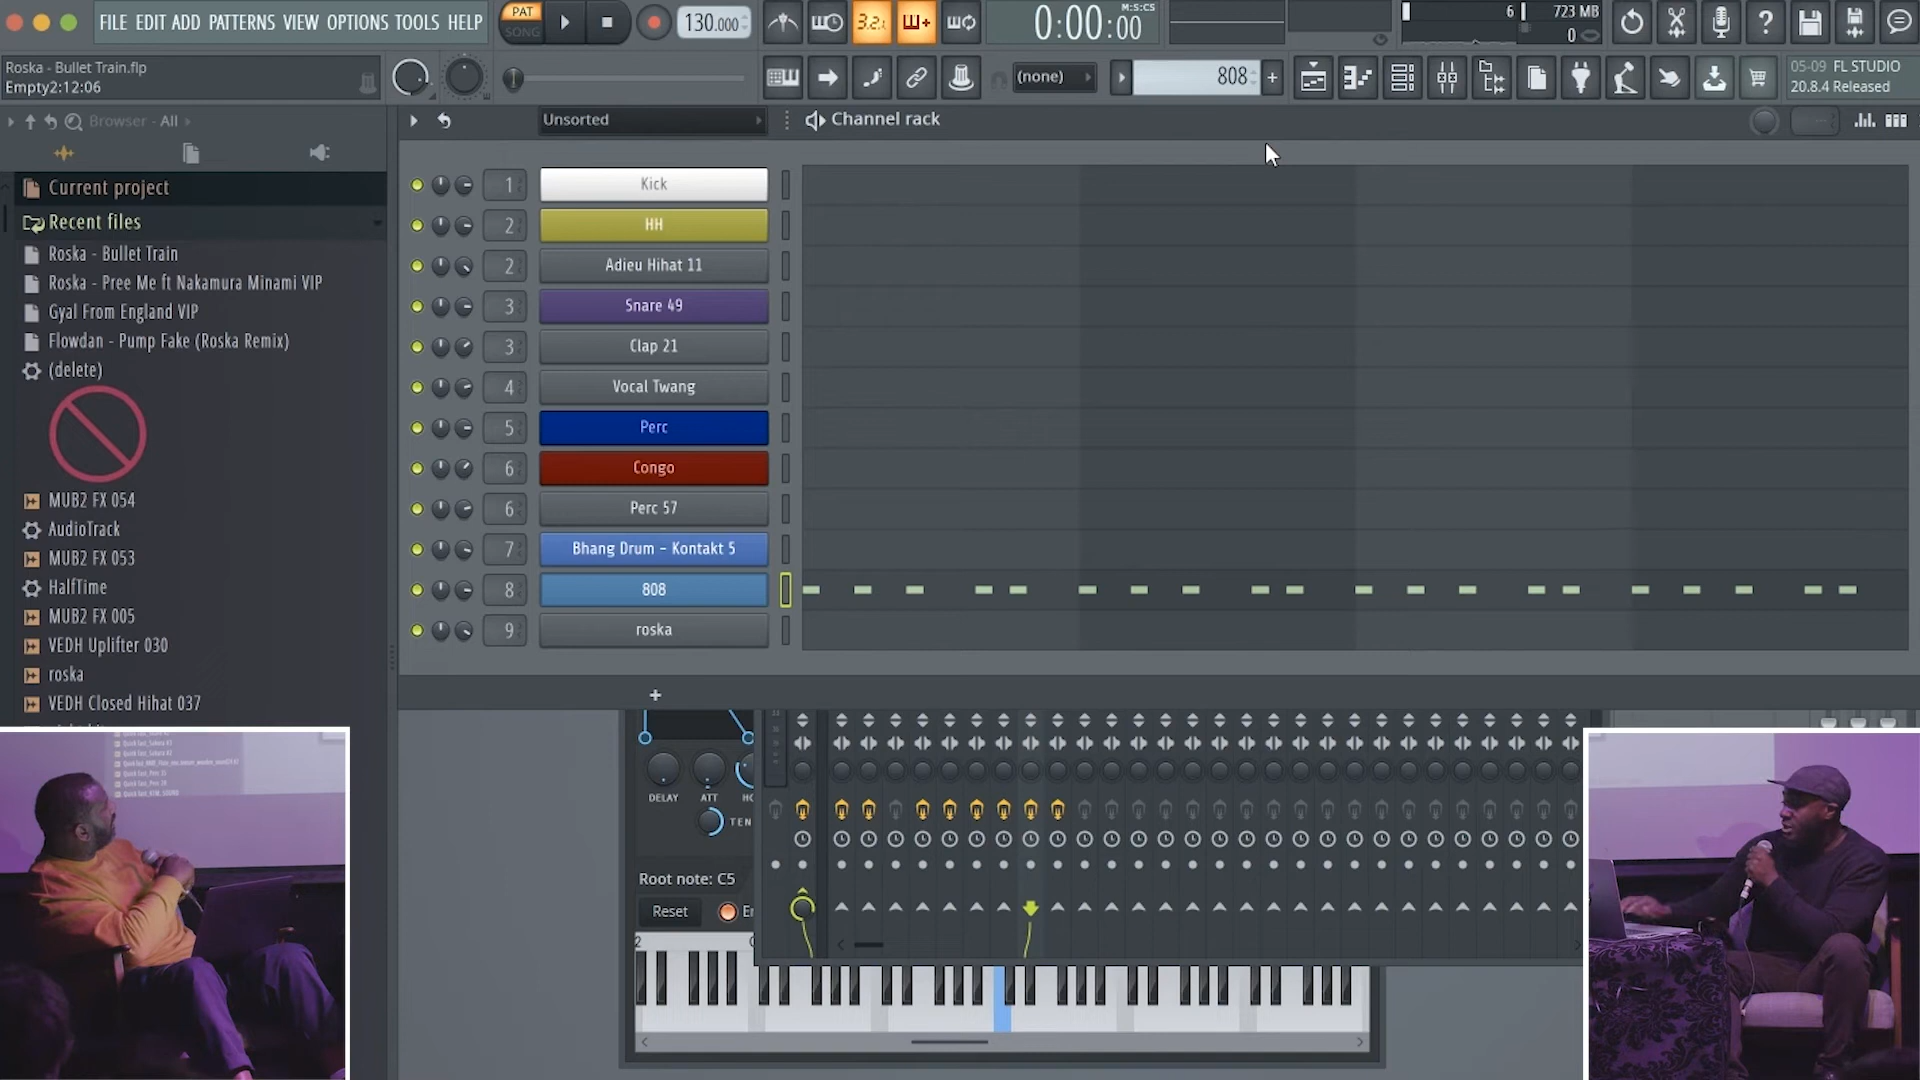 FILE EDIT ADD PATTERNS VIEW OPTIONS TOOLS HELP
PAT
SONG
130.000
3.2.
0:00:00
M:S:CS
6
723 MB
0
Roska - Bullet Train.flp
Empty2:12:06
(none)
808
05-09 FL STUDIO
20.8.4 Released
Browser - All
Unsorted
Channel rack
Current project
Recent files
Roska - Bullet Train
Roska - Pree Me ft Nakamura Minami VIP
Gyal From England VIP
Flowdan - Pump Fake (Roska Remix)
(delete)
MUB2 FX 054
AudioTrack
MUB2 FX 053
HalfTime
MUB2 FX 005
VEDH Uplifter 030
roska
VEDH Closed Hihat 037
1 Kick
2 HH
2 Adieu Hihat 11
3 Snare 49
3 Clap 21
4 Vocal Twang
5 Perc
6 Congo
6 Perc 57
7 Bhang Drum - Kontakt 5
8 808
9 roska
+
DELAY
ATT
HO
TEN
Root note: C5
Reset
En
2